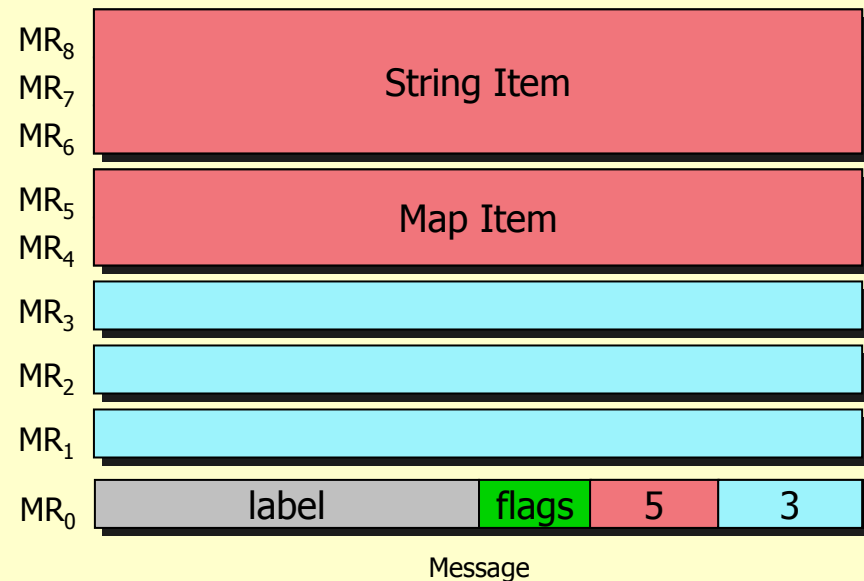 MR8
String Item
MR7
MR6
MR5
Map Item
MR4
MR3
MR2
MR1
MR0 label flags 5 3
Message